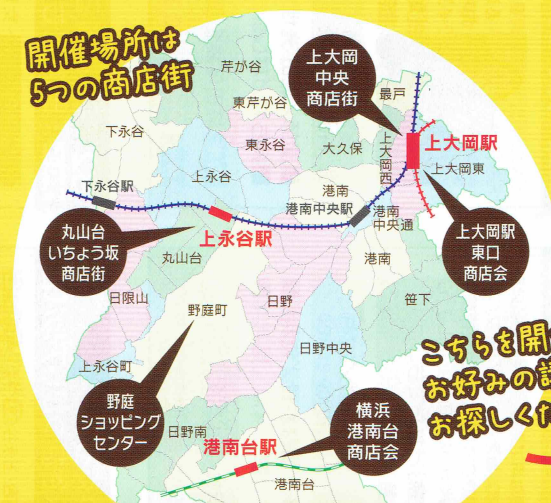 開催場所は
5つの商店街
芹が谷
上大岡
中央
商店街
最戸
東芹が谷
下永谷
東永谷
大久保
上大岡西
上大岡駅
上大岡東
上永谷
下永谷駅
港南
港南中央駅
港南
中央通
上永谷駅
丸山台
いちょう坂
商店街
丸山台
港南
上大岡駅
東口
商店会
日限山
野庭町
日野
笹下
日野中央
上永谷町
こちらを開
お好みの
お探しくだ
野庭
ショッピング
センター
日野南
港南台駅
横浜
港南台
商店会
港南台